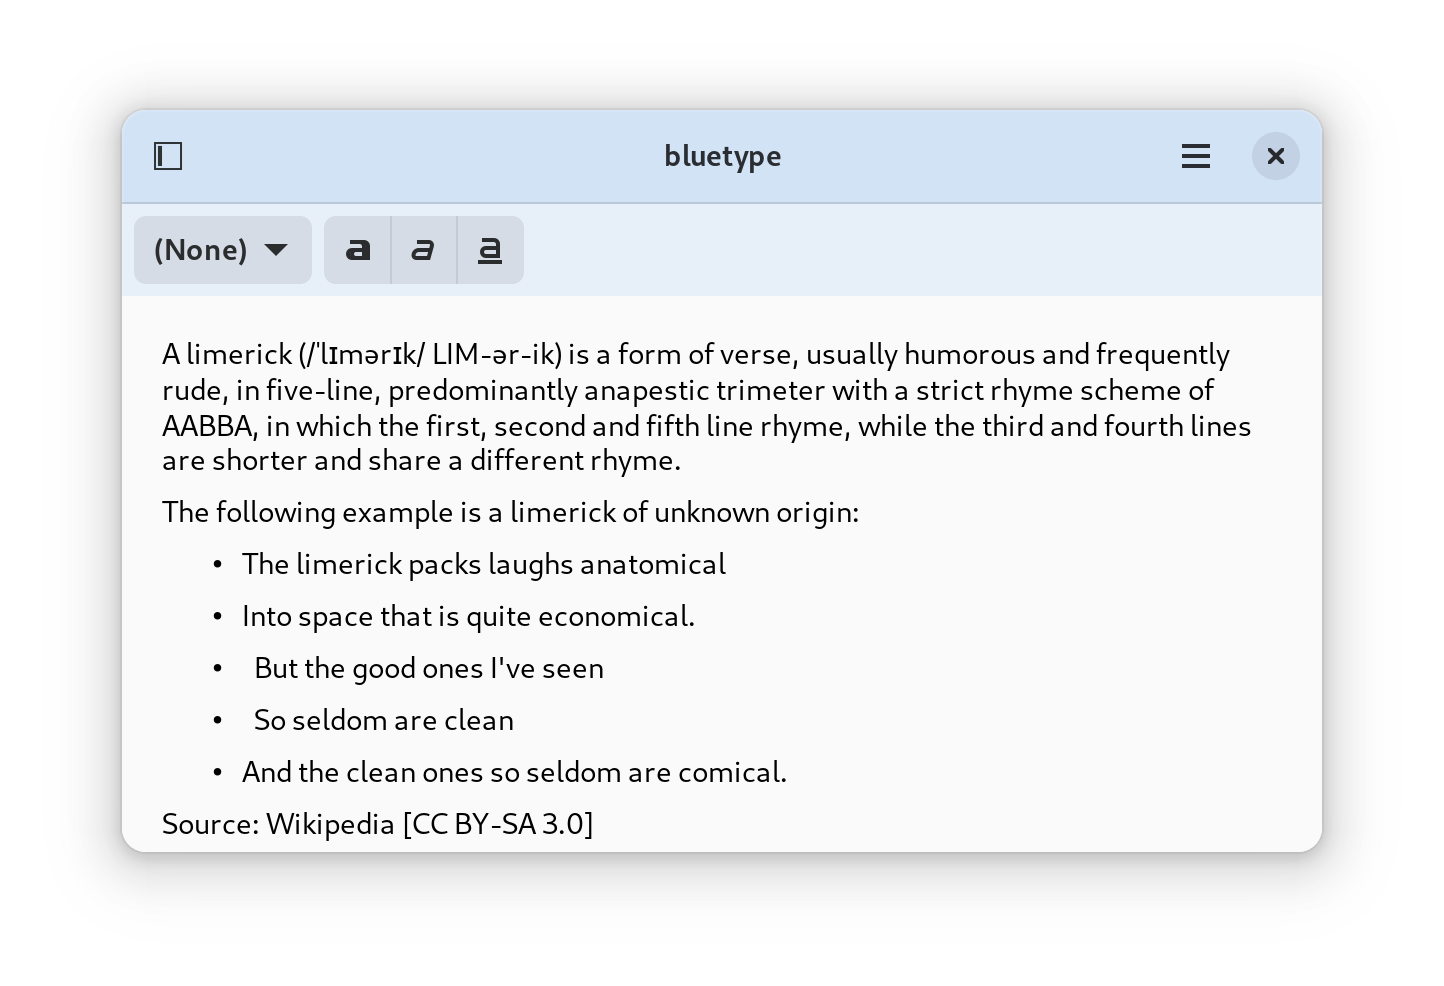 bluetype
(None) a a a
A limerick (/ˈlɪmərɪk/ LIM-ər-ik) is a form of verse, usually humorous and frequently
rude, in five-line, predominantly anapestic trimeter with a strict rhyme scheme of
AABBA, in which the first, second and fifth line rhyme, while the third and fourth lines
are shorter and share a different rhyme.
The following example is a limerick of unknown origin:
• The limerick packs laughs anatomical
• Into space that is quite economical.
• But the good ones I've seen
• So seldom are clean
• And the clean ones so seldom are comical.
Source: Wikipedia [CC BY-SA 3.0]